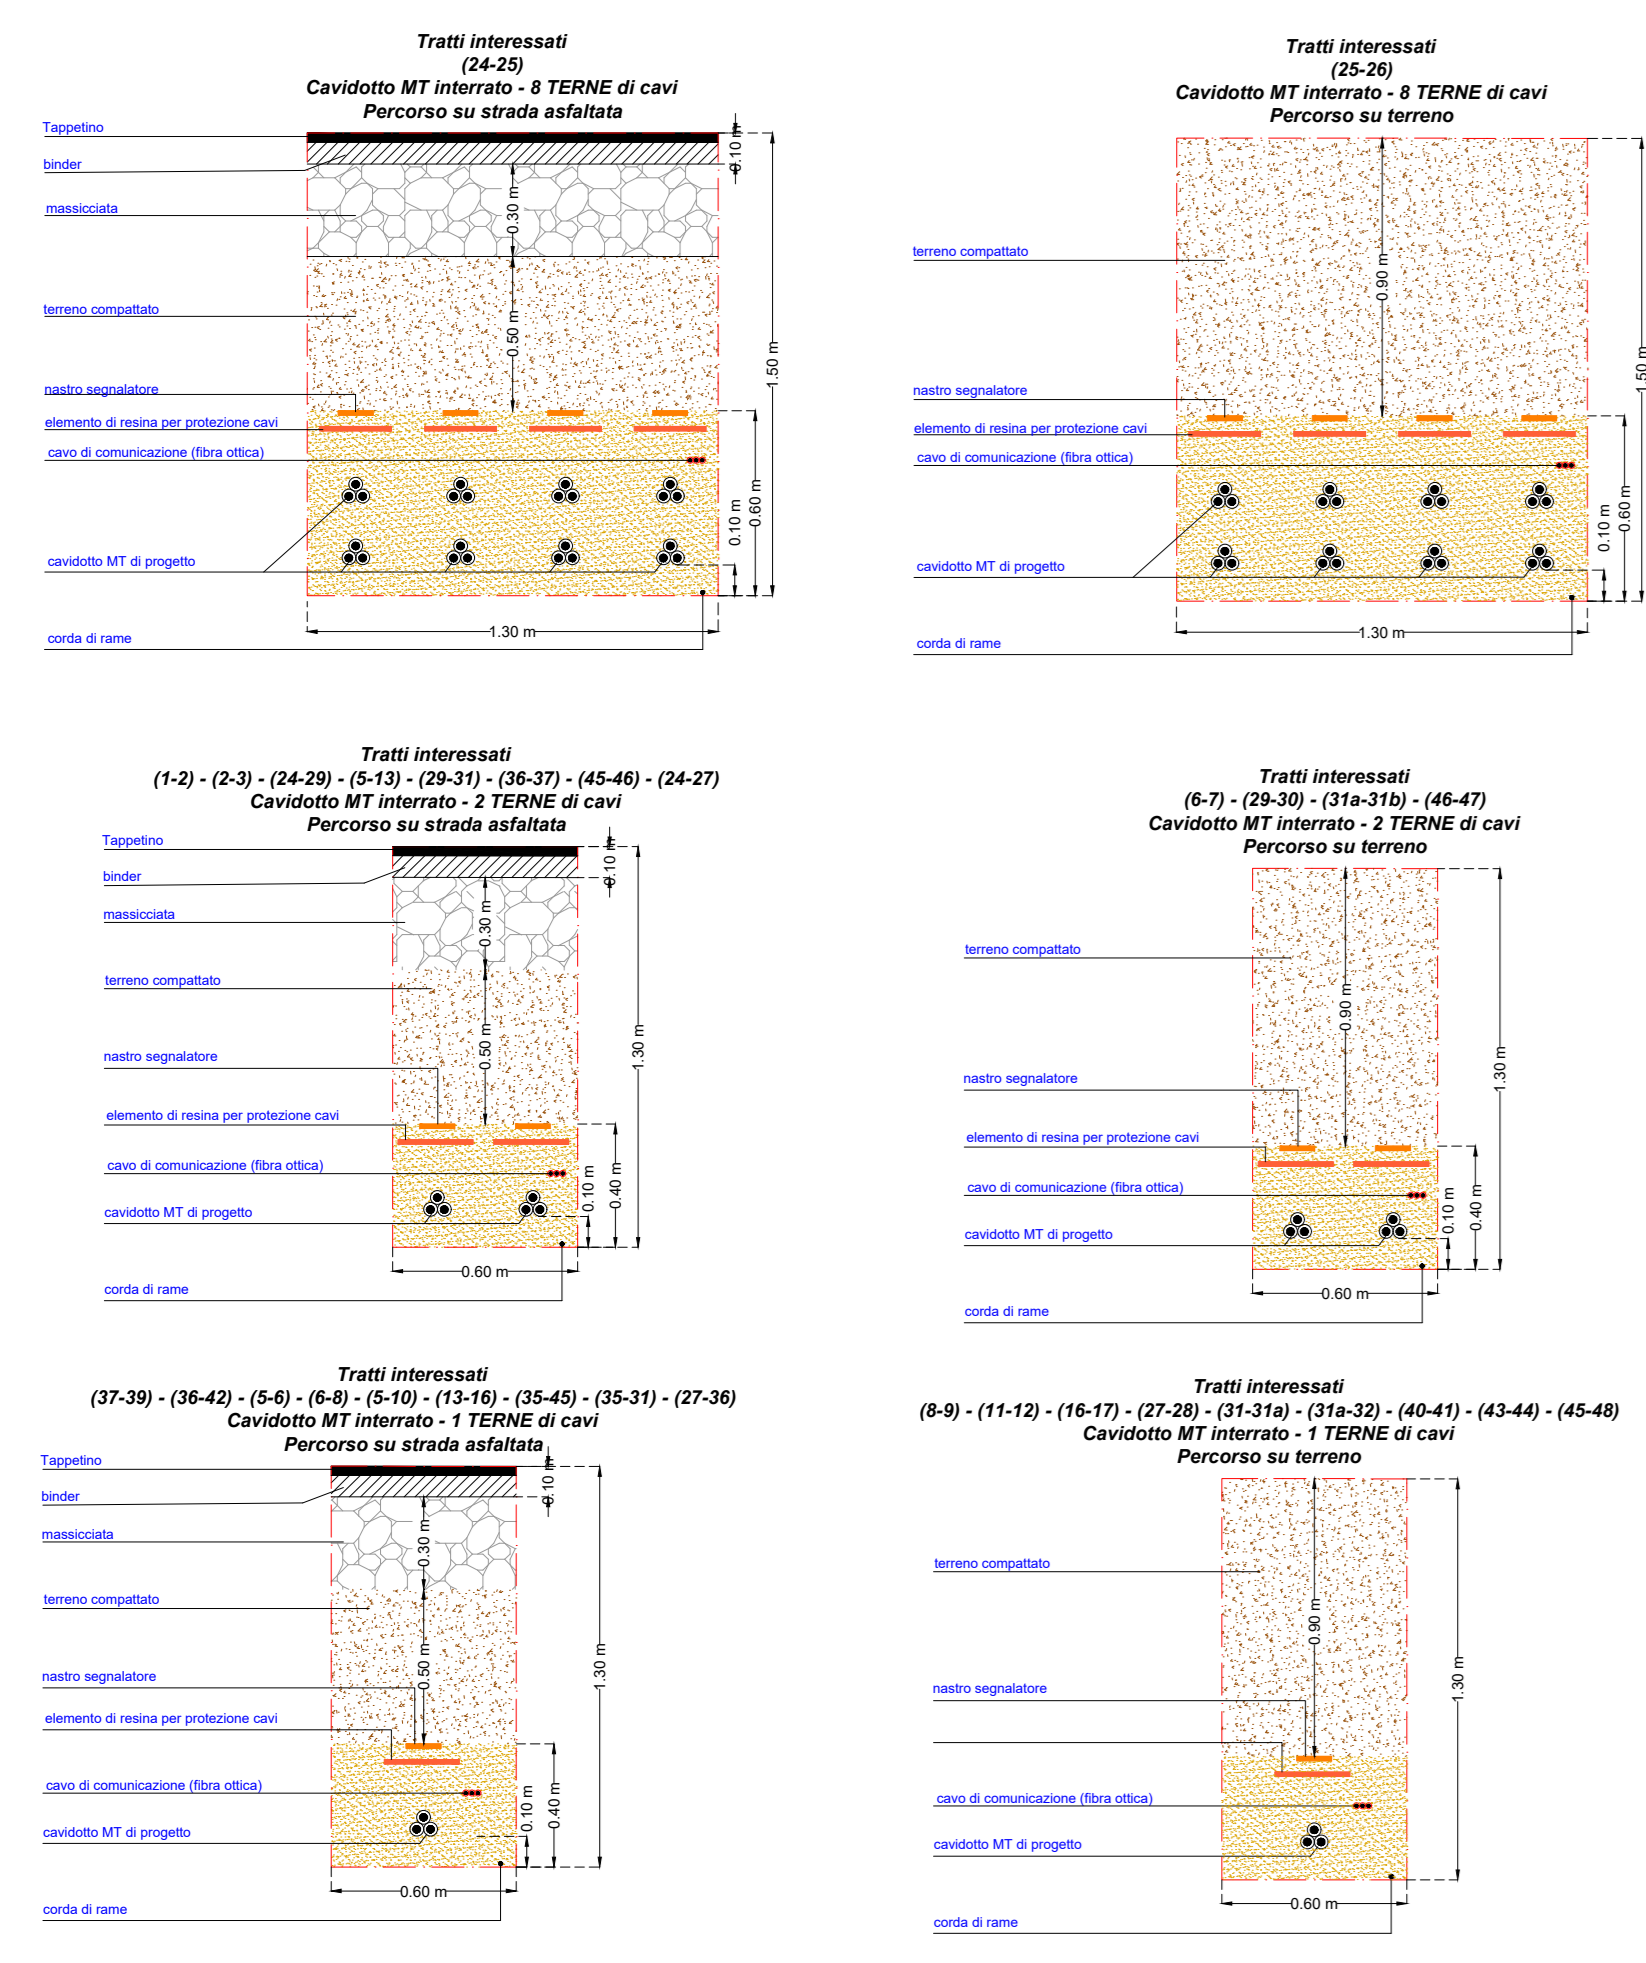 Tratti interessati
(24-25)
Cavidotto MT interrato - 8 TERNE di cavi
Percorso su strada asfaltata
Tappetino
binder
massicciata
terreno compattato
nastro segnalatore
elemento di resina per protezione cavi
cavo di comunicazione (fibra ottica)
cavidotto MT di progetto
corda di rame
0.10 m
0.30 m
0.50 m
1.50 m
0.10 m
0.60 m
1.30 m
Tratti interessati
(25-26)
Cavidotto MT interrato - 8 TERNE di cavi
Percorso su terreno
terreno compattato
nastro segnalatore
elemento di resina per protezione cavi
cavo di comunicazione (fibra ottica)
cavidotto MT di progetto
corda di rame
0.90 m
1.50 m
0.10 m
0.60 m
1.30 m
Tratti interessati
(1-2) - (2-3) - (24-29) - (5-13) - (29-31) - (36-37) - (45-46) - (24-27)
Cavidotto MT interrato - 2 TERNE di cavi
Percorso su strada asfaltata
Tappetino
binder
massicciata
terreno compattato
nastro segnalatore
elemento di resina per protezione cavi
cavo di comunicazione (fibra ottica)
cavidotto MT di progetto
corda di rame
0.10 m
0.30 m
0.50 m
1.30 m
0.10 m
0.40 m
0.60 m
Tratti interessati
(6-7) - (29-30) - (31a-31b) - (46-47)
Cavidotto MT interrato - 2 TERNE di cavi
Percorso su terreno
terreno compattato
nastro segnalatore
elemento di resina per protezione cavi
cavo di comunicazione (fibra ottica)
cavidotto MT di progetto
corda di rame
0.90 m
1.30 m
0.10 m
0.40 m
0.60 m
Tratti interessati
(37-39) - (36-42) - (5-6) - (6-8) - (5-10) - (13-16) - (35-45) - (35-31) - (27-36)
Cavidotto MT interrato - 1 TERNE di cavi
Percorso su strada asfaltata
Tappetino
binder
massicciata
terreno compattato
nastro segnalatore
elemento di resina per protezione cavi
cavo di comunicazione (fibra ottica)
cavidotto MT di progetto
corda di rame
0.10 m
0.30 m
0.50 m
1.30 m
0.10 m
0.40 m
0.60 m
Tratti interessati
(8-9) - (11-12) - (16-17) - (27-28) - (31-31a) - (31a-32) - (40-41) - (43-44) - (45-48)
Cavidotto MT interrato - 1 TERNE di cavi
Percorso su terreno
terreno compattato
nastro segnalatore
cavo di comunicazione (fibra ottica)
cavidotto MT di progetto
corda di rame
0.90 m
1.30 m
0.60 m